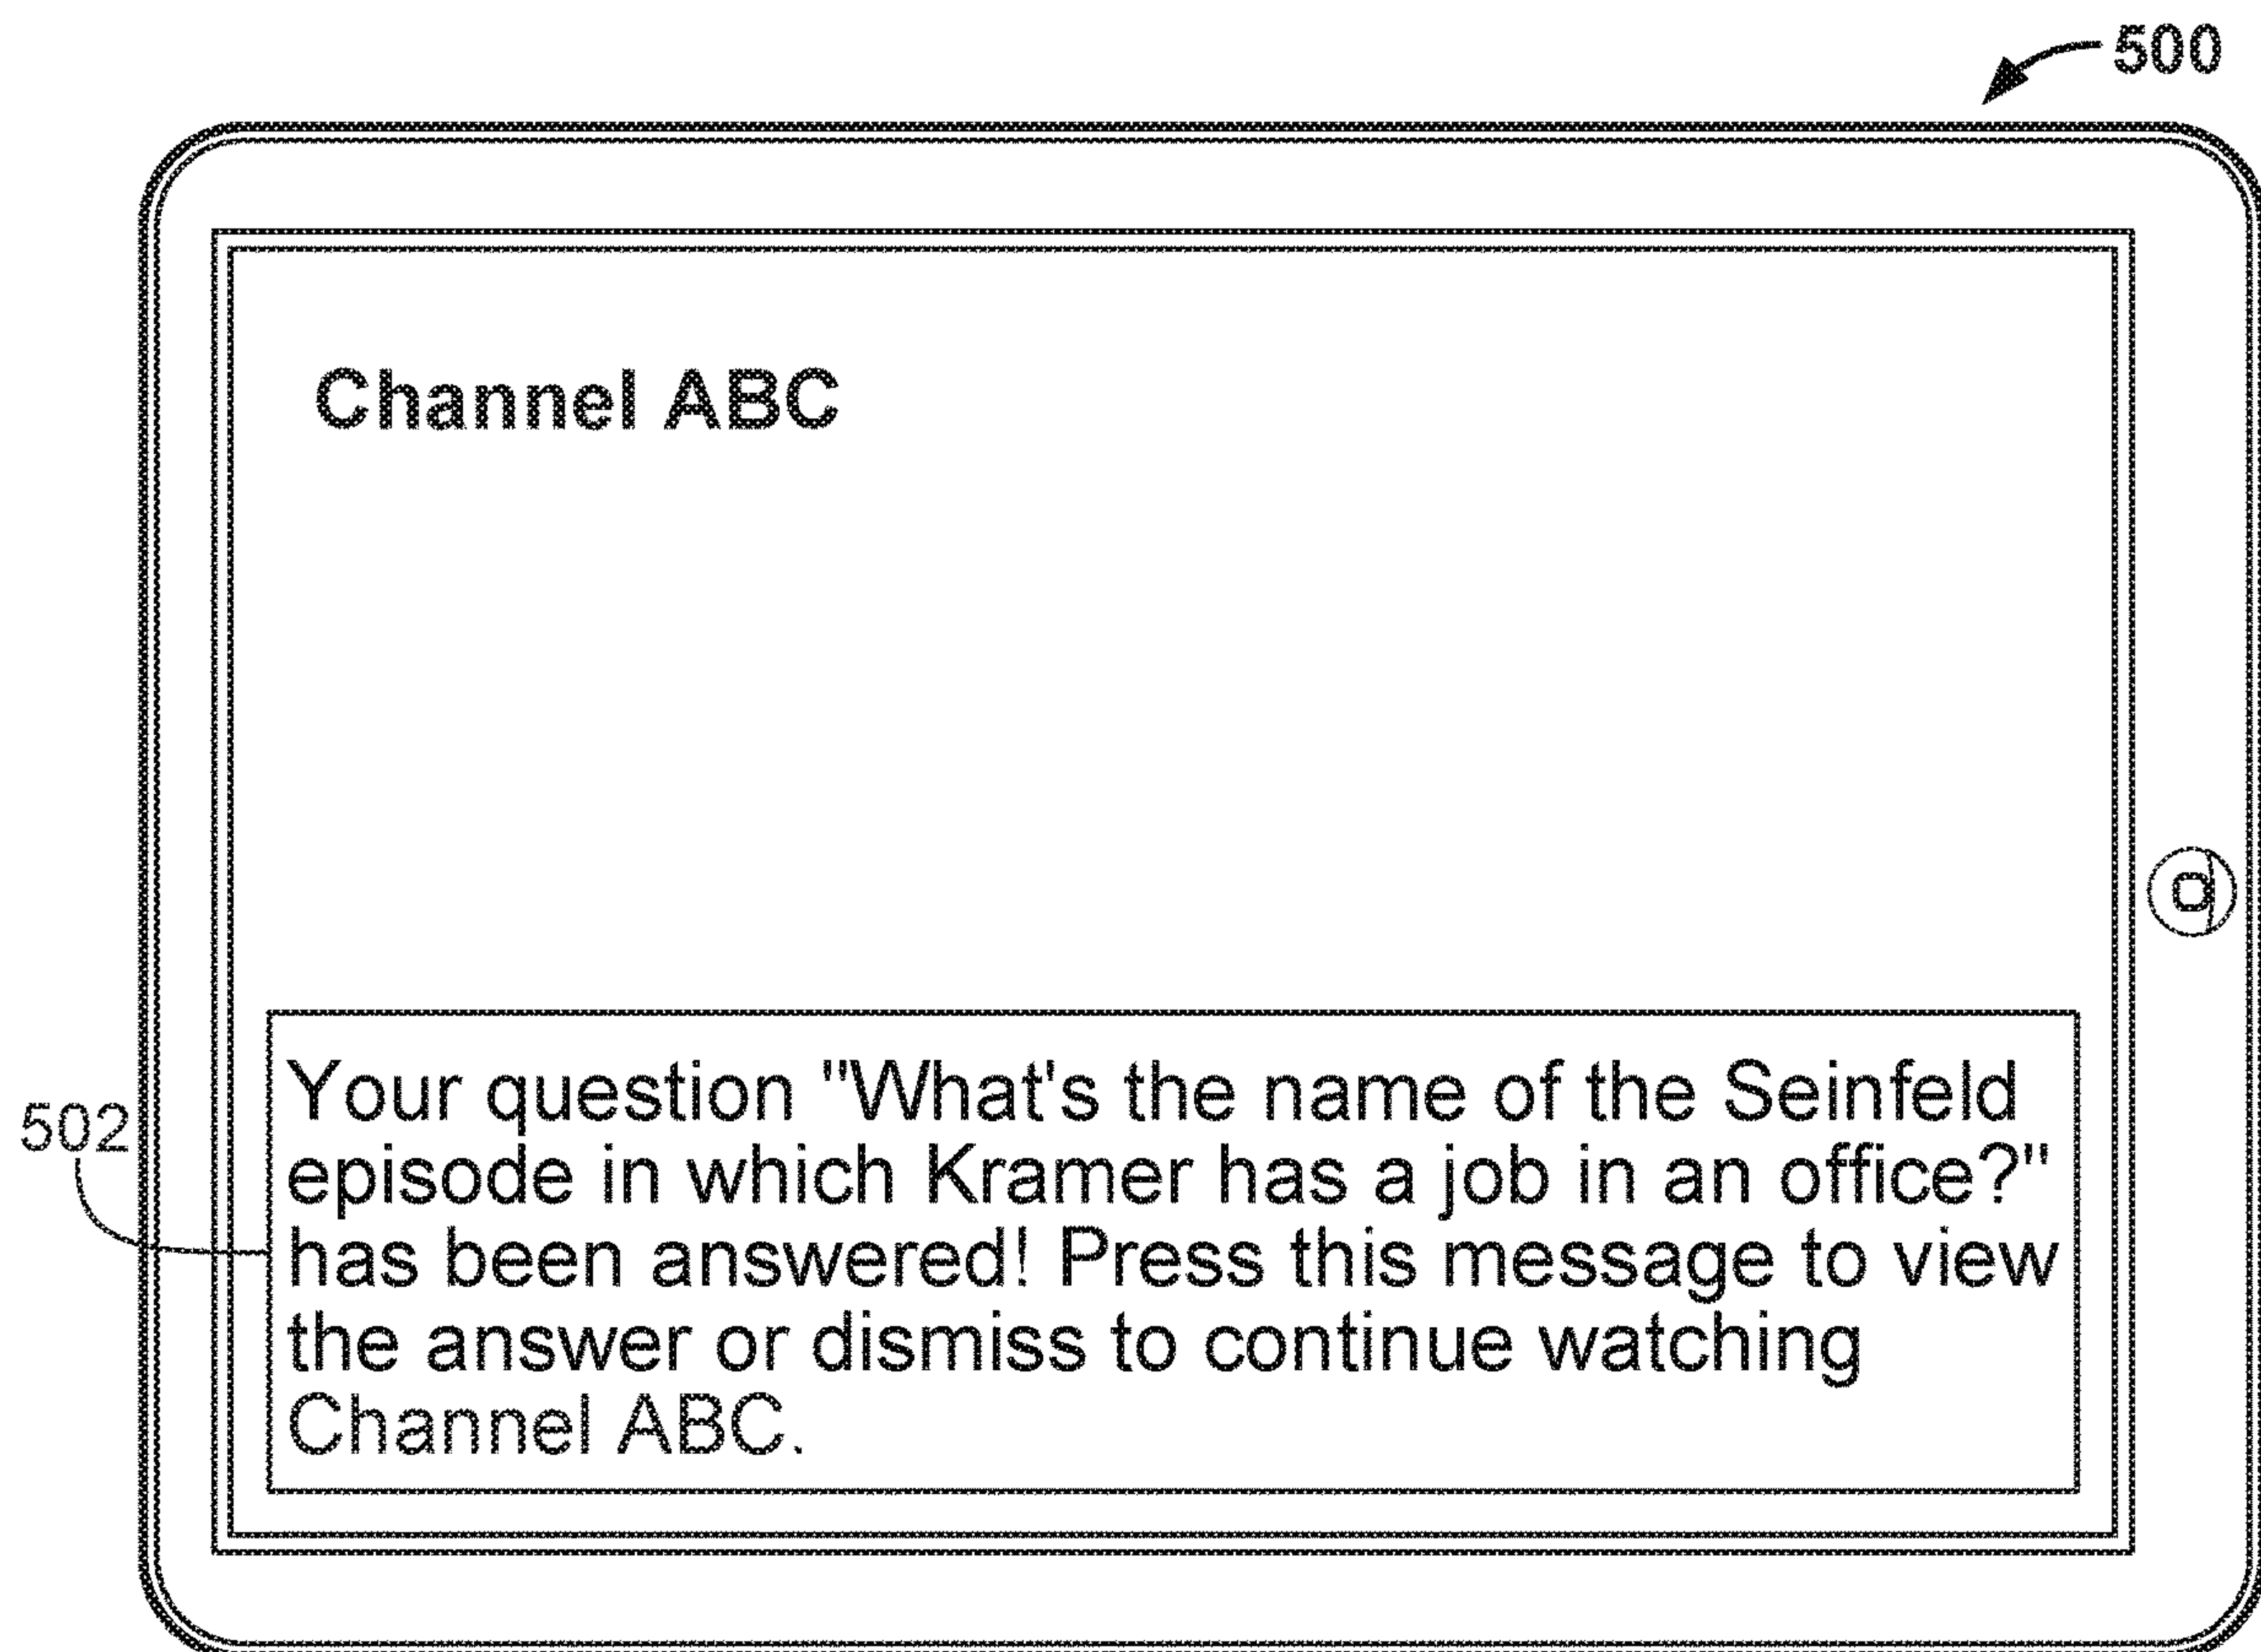 500
Channel ABC
502
Your question "What's the name of the Seinfeld
episode in which Kramer has a job in an office?"
has been answered! Press this message to view
the answer or dismiss to continue watching
Channel ABC.